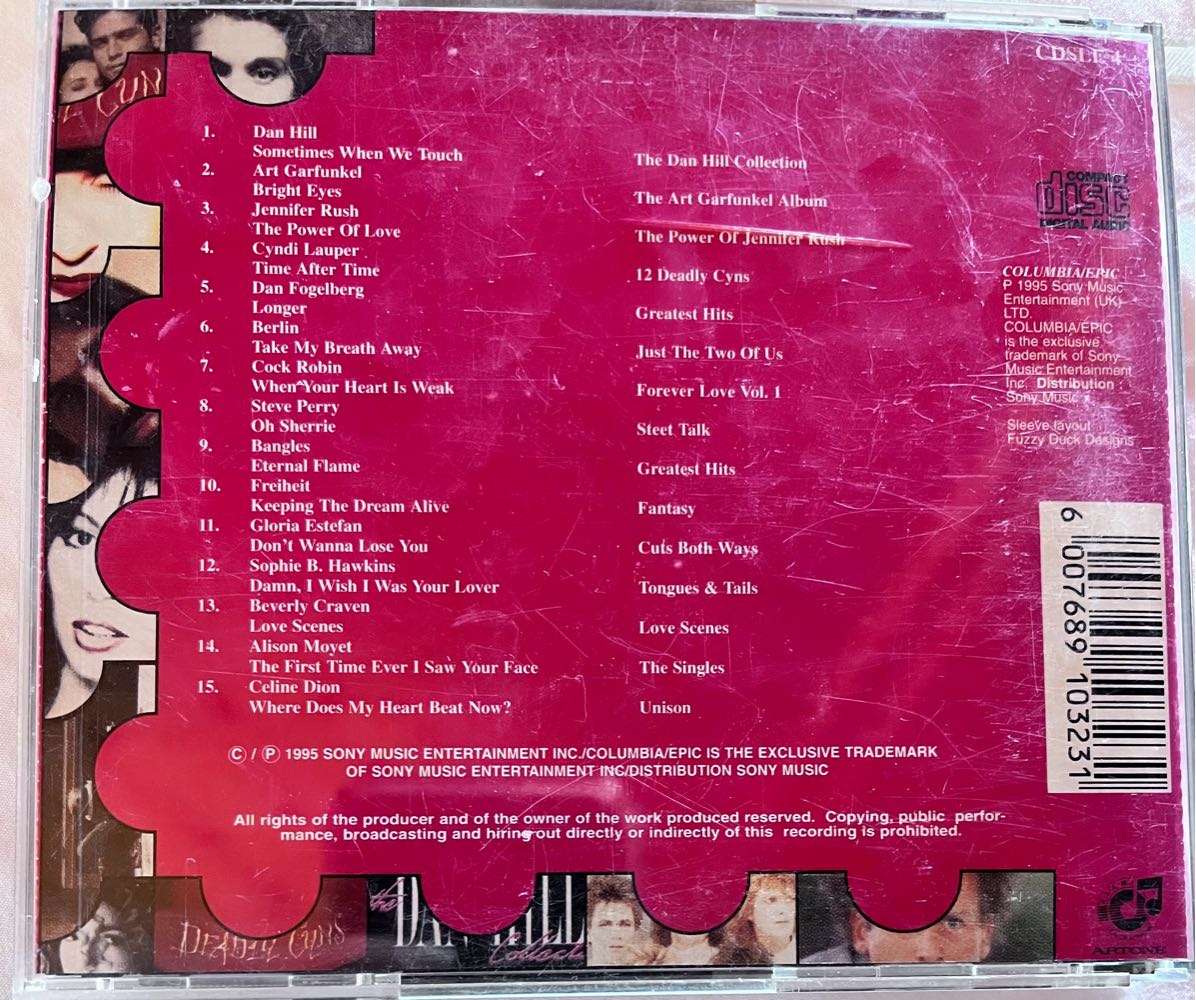 A GUN
CDSLF 4
1. Dan Hill
Sometimes When We Touch The Dan Hill Collection
2. Art Garfunkel
Bright Eyes The Art Garfunkel Album
3. Jennifer Rush
The Power Of Love The Power Of Jennifer Rush
4. Cyndi Lauper
Time After Time 12 Deadly Cyns
5. Dan Fogelberg
Longer Greatest Hits
6. Berlin
Take My Breath Away Just The Two Of Us
7. Cock Robin
When Your Heart Is Weak Forever Love Vol. 1
8. Steve Perry
Oh Sherrie Steet Talk
9. Bangles
Eternal Flame Greatest Hits
10. Freiheit
Keeping The Dream Alive Fantasy
11. Gloria Estefan
Don't Wanna Lose You Cuts Both Ways
12. Sophie B. Hawkins
Damn, I Wish I Was Your Lover Tongues & Tails
13. Beverly Craven
Love Scenes Love Scenes
14. Alison Moyet
The First Time Ever I Saw Your Face The Singles
15. Celine Dion
Where Does My Heart Beat Now? Unison
COMPACT
disc
DIGITAL AUDIO
COLUMBIA/EPIC
℗ 1995 Sony Music
Entertainment (UK)
LTD.
COLUMBIA/EPIC
is the exclusive
trademark of Sony
Music Entertainment
Inc. Distribution :
Sony Music
Sleeve layout
Fuzzy Duck Designs
6 007689 103231
© / ℗ 1995 SONY MUSIC ENTERTAINMENT INC./COLUMBIA/EPIC IS THE EXCLUSIVE TRADEMARK
OF SONY MUSIC ENTERTAINMENT INC/DISTRIBUTION SONY MUSIC
All rights of the producer and of the owner of the work produced reserved. Copying, public perfor-
mance, broadcasting and hiring out directly or indirectly of this recording is prohibited.
DEADLY CYNS
the
DAN HILL
Collect
ARTONE